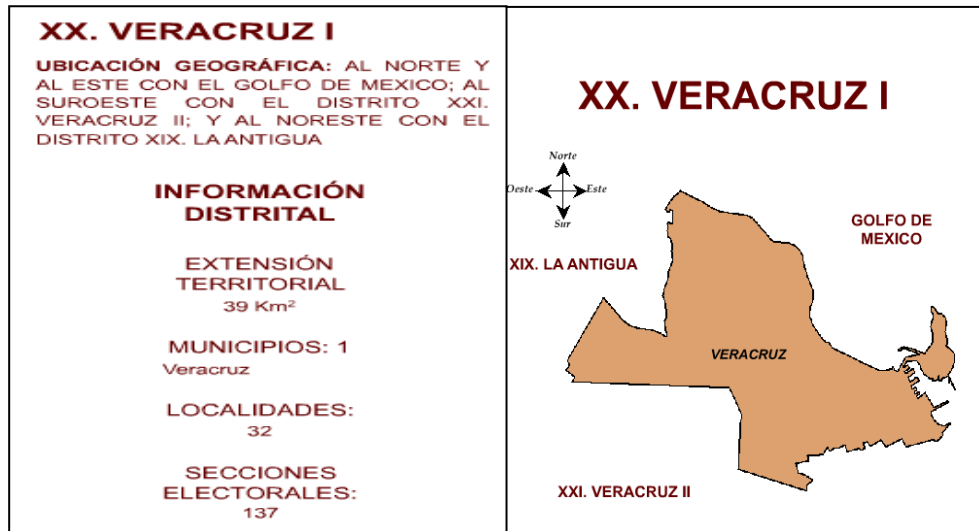 XX. VERACRUZ I
UBICACIÓN GEOGRÁFICA: AL NORTE Y
AL ESTE CON EL GOLFO DE MEXICO; AL
SUROESTE CON EL DISTRITO XXI.
VERACRUZ II; Y AL NORESTE CON EL
DISTRITO XIX. LA ANTIGUA
INFORMACIÓN
DISTRITAL
EXTENSIÓN
TERRITORIAL
39 Km²
MUNICIPIOS: 1
Veracruz
LOCALIDADES:
32
SECCIONES
ELECTORALES:
137
XX. VERACRUZ I
Norte
Oeste
Este
Sur
GOLFO DE
MEXICO
XIX. LA ANTIGUA
VERACRUZ
XXI. VERACRUZ II